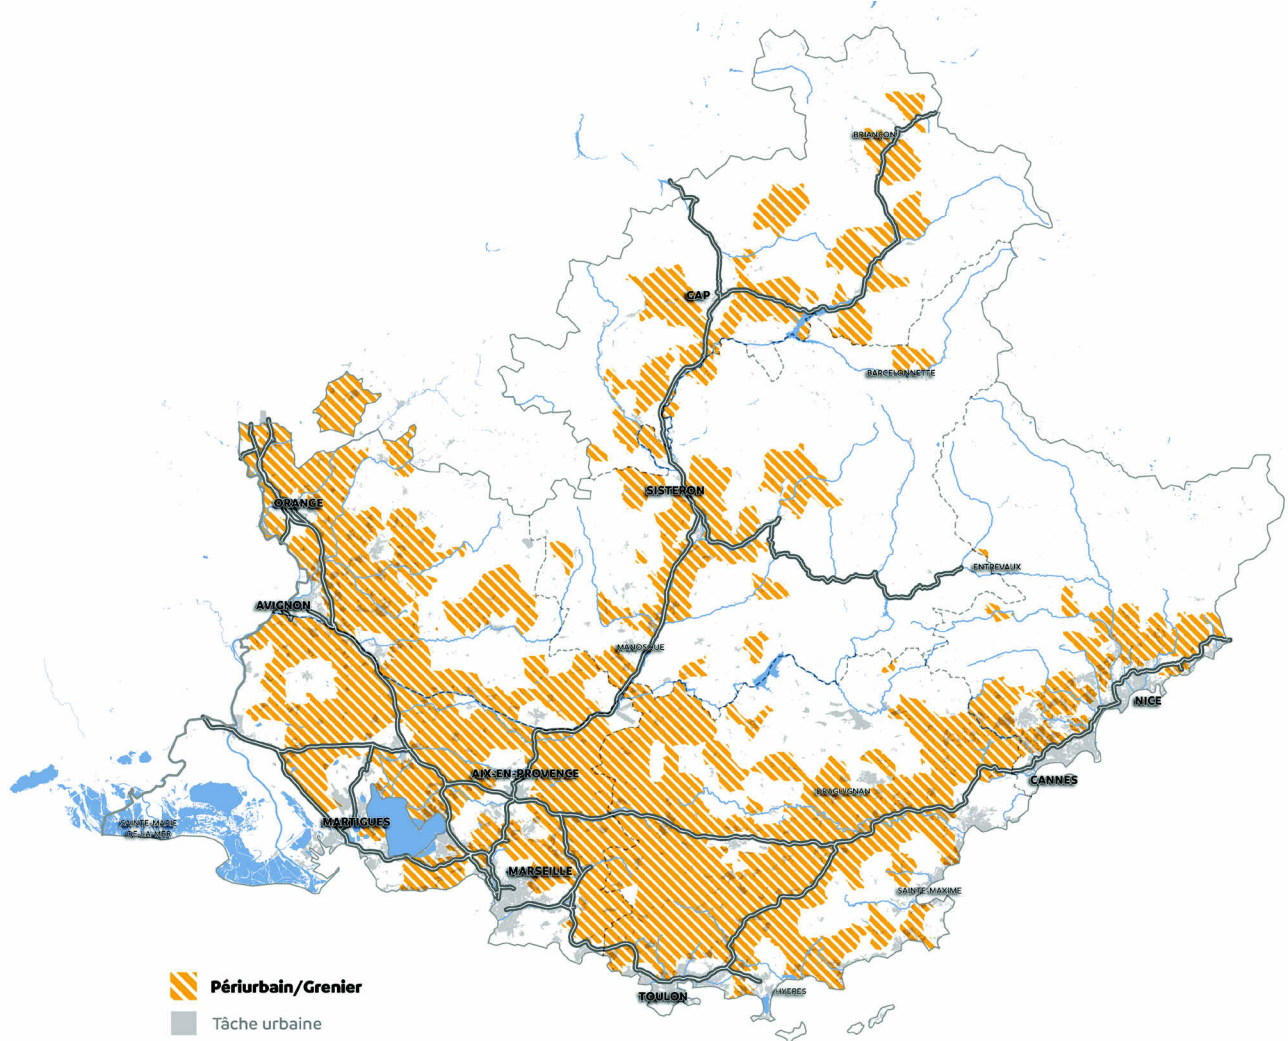 BRIANÇON
GAP
BARCELONNETTE
SISTERON
ORANGE
ENTREVAUX
AVIGNON
MANOSQUE
NICE
AIX-EN-PROVENCE
CANNES
DRAGUIGNAN
MARTIGUES
SAINTE-MARIE
DE-LA-MER
MARSEILLE
SAINTE-MAXIME
Périurbain/Grenier
HYERES
TOULON
Tâche urbaine